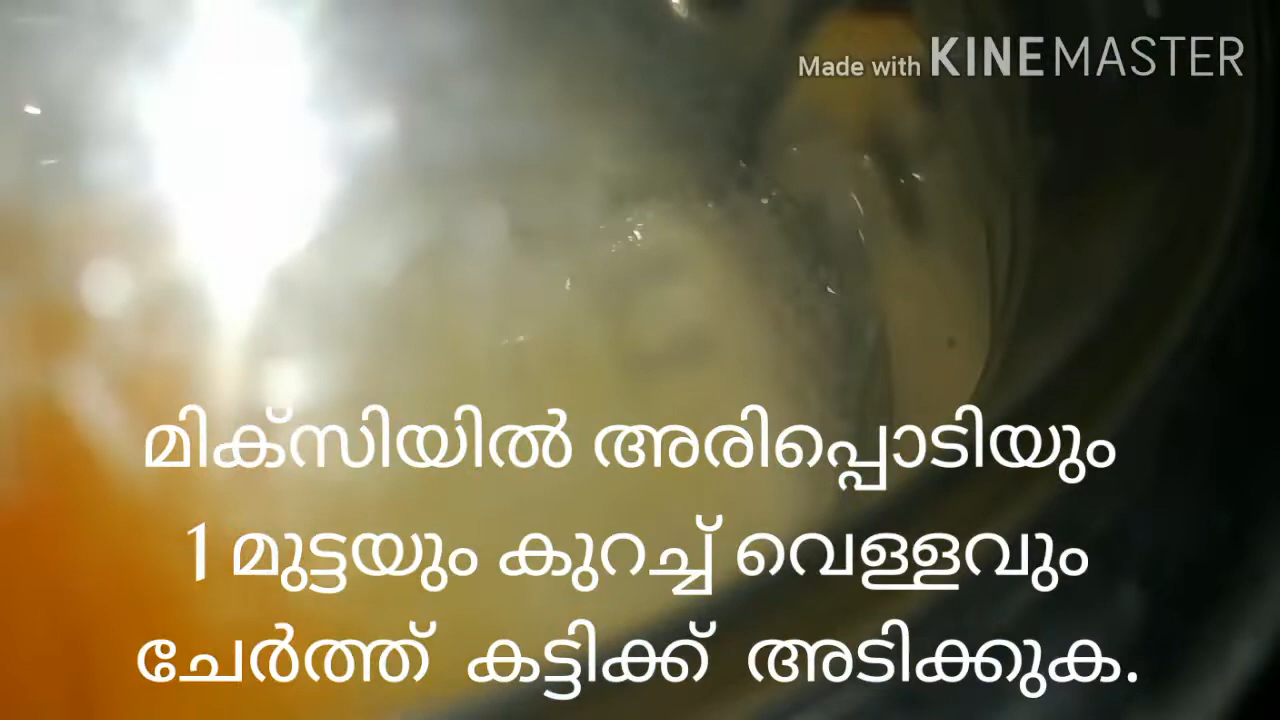 Made with KINEMASTER
മിക്സിയിൽ അരിപ്പൊടിയും
1 മുട്ടയും കുറച്ച് വെള്ളവും
ചേർത്ത് കട്ടിക്ക് അടിക്കുക.